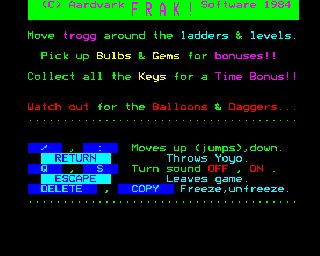 (C) Aardvark FRAK! Software 1984
Move trogg around the ladders & levels.
Pick up Bulbs & Gems for bonuses!!
Collect all the Keys for a Time Bonus!!
Watch out for the Balloons & Daggers...
/ , : Moves up (jumps),down.
RETURN Throws Yoyo.
Q , S Turn sound OFF , ON .
ESCAPE Leaves game.
DELETE , COPY Freeze,unfreeze.